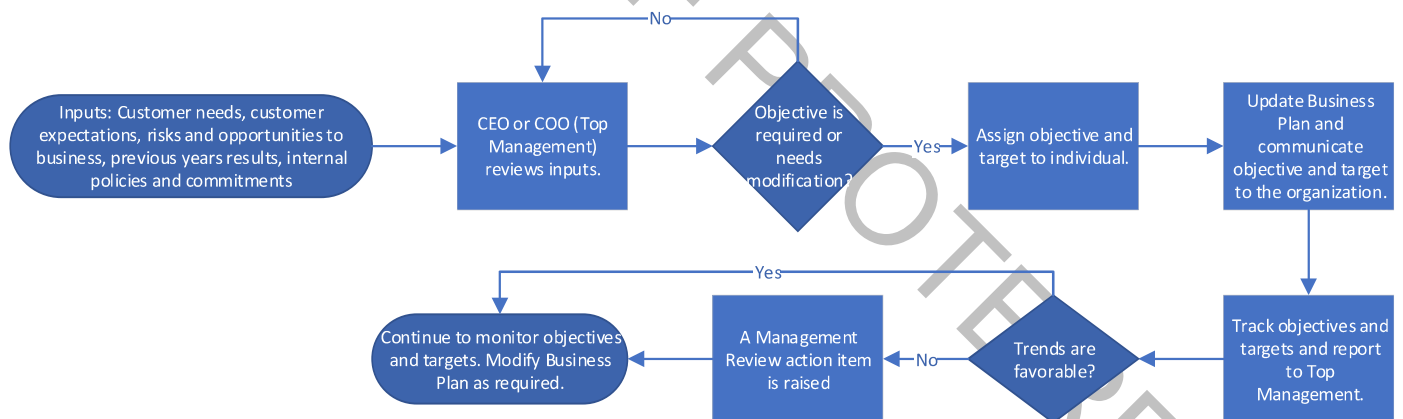 No
Inputs: Customer needs, customer
expectations, risks and opportunities to
business, previous years results, internal
policies and commitments
CEO or COO (Top
Management)
reviews inputs.
Objective is
required or
needs
modification?
Yes
Assign objective and
target to individual.
Update Business
Plan and
communicate
objective and target
to the organization.
Yes
Continue to monitor objectives
and targets. Modify Business
Plan as required.
A Management
Review action item
is raised
No
Trends are
favorable?
Track objectives and
targets and report
to Top
Management.